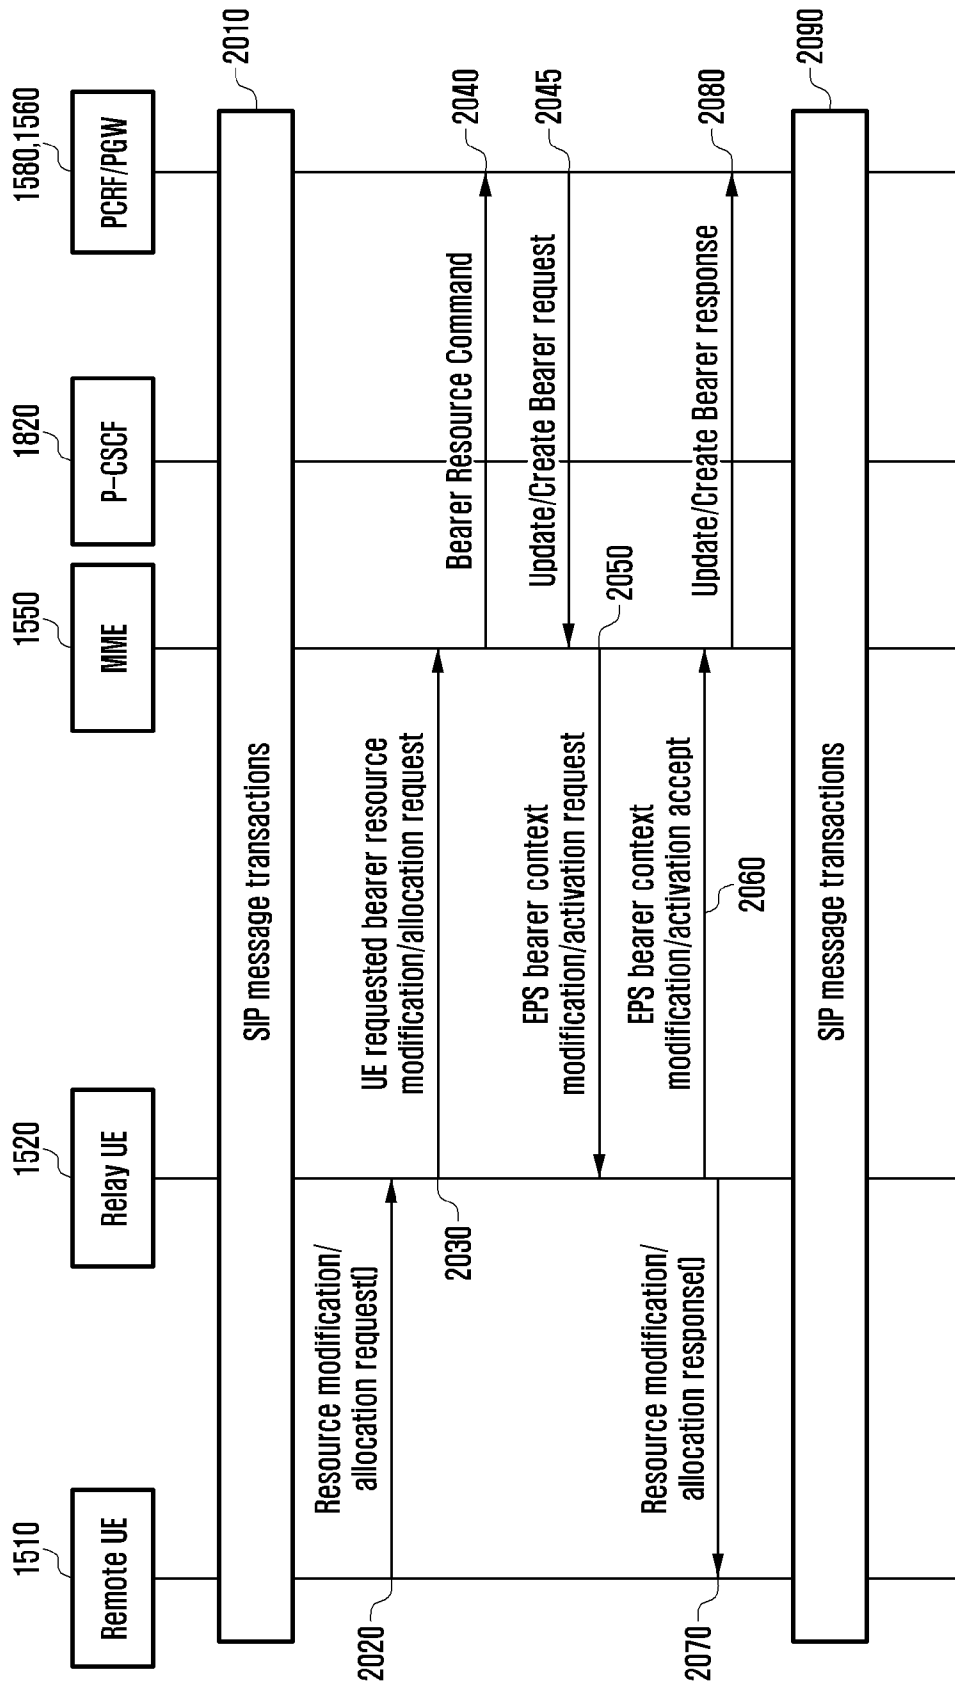 1510
Remote UE
1520
Relay UE
1550
MME
1820
P-CSCF
1580,1560
PCRF/PGW
SIP message transactions
2010
Resource modification/
allocation request()
2020
UE requested bearer resource
modification/allocation request
2030
Bearer Resource Command
2040
Update/Create Bearer request
2045
EPS bearer context
modification/activation request
2050
EPS bearer context
modification/activation accept
2060
Resource modification/
allocation response()
2070
Update/Create Bearer response
2080
SIP message transactions
2090